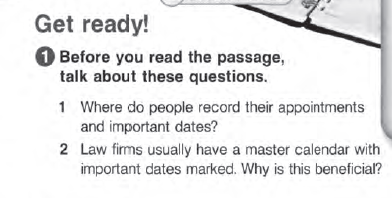 Get ready!
1 Before you read the passage,
talk about these questions.
1 Where do people record their appointments
and important dates?
2 Law firms usually have a master calendar with
important dates marked. Why is this beneficial?